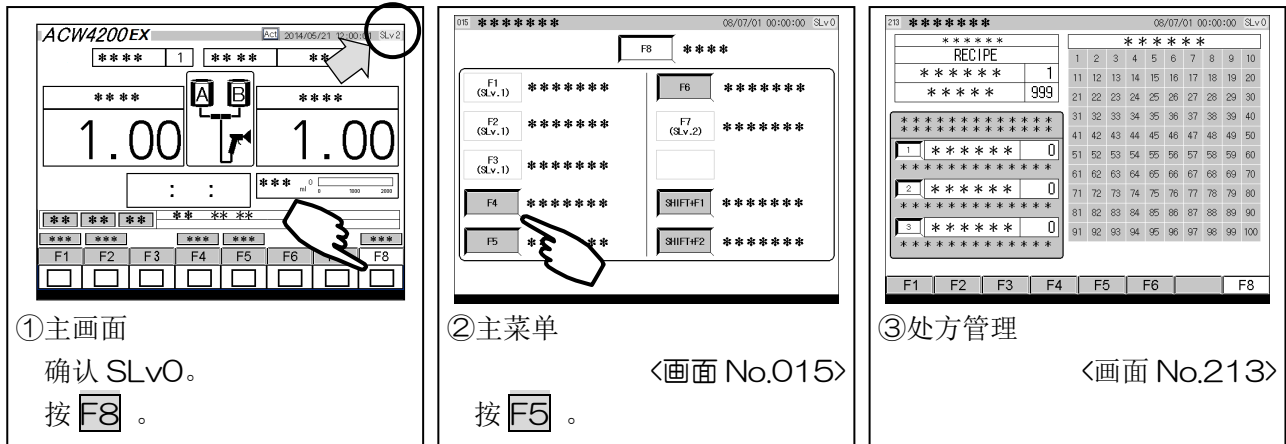 ACW4200EX Act 2014/05/21 12:00:0 SLv2
**** 1 **** **
**** A B ****
1.00 1.00
: : *** ml 0 0 1000 2000
** ** ** ** ** **
*** *** *** *** ***
F1 F2 F3 F4 F5 F6 F8
①主画面
确认 SLv0。
按 F8 。
015 ******* 08/07/01 00:00:00 SLv0
F8 ****
F1 (SLv.1) ******* F6 *******
F2 (SLv.1) ******* F7 (SLv.2) *******
F3 (SLv.1) *******
F4 ******* SHIFT+F1 *******
F5 ******* SHIFT+F2 *******
②主菜单
<画面 No.015>
按 F5 。
213 ******* 08/07/01 00:00:00 SLv0
******
RECIPE
****** 1
***** 999
*************
*************
1 ****** 0
************
2 ****** 0
************
3 ****** 0
************
******
1 2 3 4 5 6 7 8 9 10
11 12 13 14 15 16 17 18 19 20
21 22 23 24 25 26 27 28 29 30
31 32 33 34 35 36 37 38 39 40
41 42 43 44 45 46 47 48 49 50
51 52 53 54 55 56 57 58 59 60
61 62 63 64 65 66 67 68 69 70
71 72 73 74 75 76 77 78 79 80
81 82 83 84 85 86 87 88 89 90
91 92 93 94 95 96 97 98 99 100
F1 F2 F3 F4 F5 F6 F8
③处方管理
<画面 No.213>